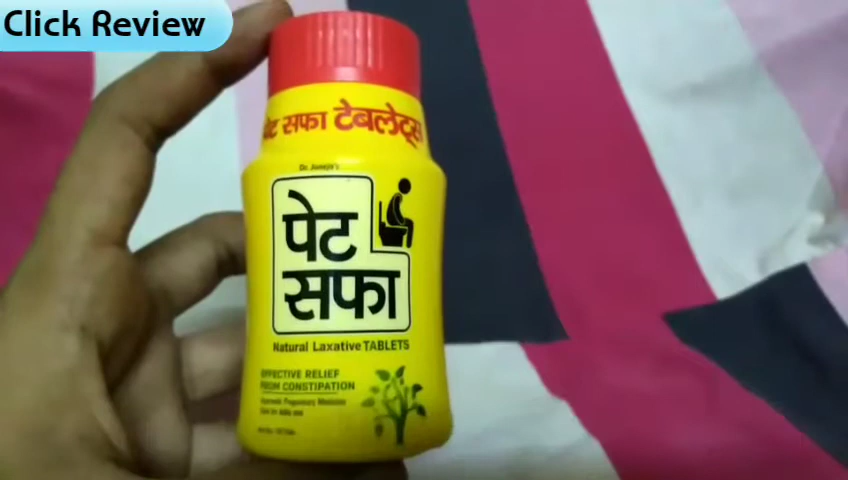 Click Review
पेट सफा टेबलेट्स
Dr. Juneja's
पेट
सफा
Natural Laxative TABLETS
EFFECTIVE RELIEF
FROM CONSTIPATION